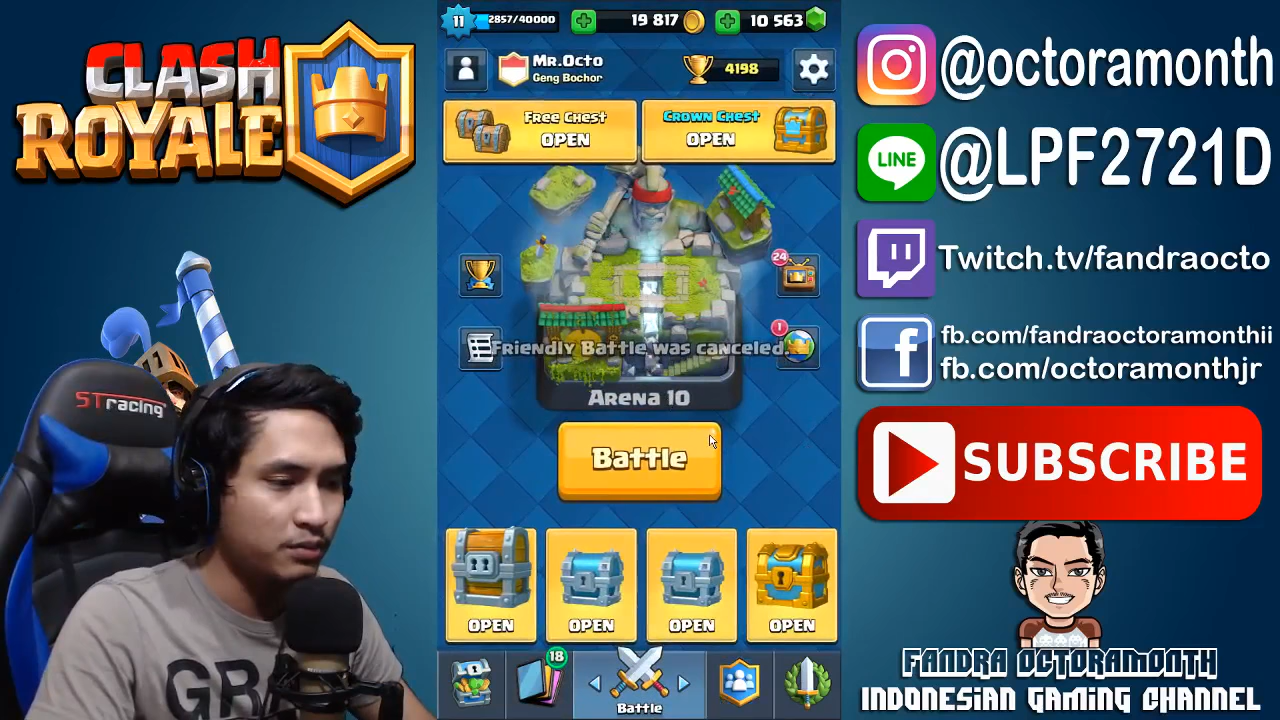 CLASH
ROYALE
11
2857/40000
19 817
10 563
Mr.Octo
Geng Bochor
4198
Free Chest
OPEN
Crown Chest
OPEN
24
1
Friendly Battle was canceled.
Arena 10
Battle
OPEN
OPEN
OPEN
OPEN
18
Battle
STracing
GRA
@octoramonth
LINE
@LPF2721D
Twitch.tv/fandraocto
f
fb.com/fandraoctoramonthii
fb.com/octoramonthjr
SUBSCRIBE
FANDRA OCTORAMONTH
INDONESIAN GAMING CHANNEL